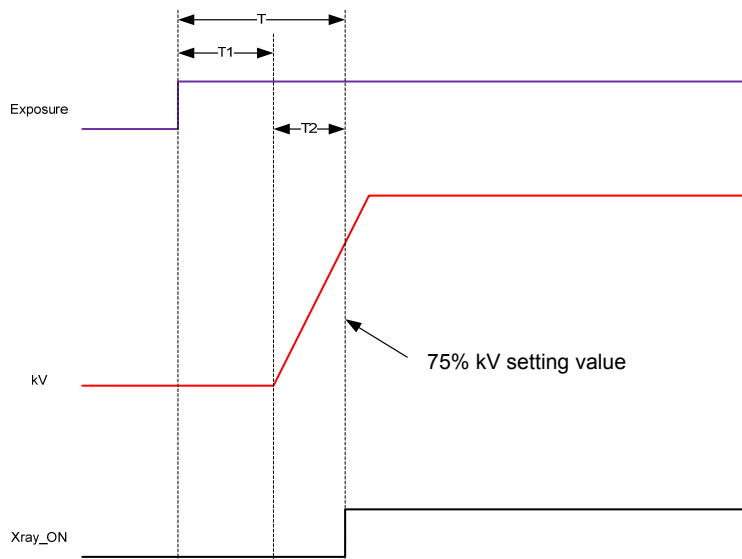 T
T1
Exposure
T2
75% kV setting value
kV
Xray_ON